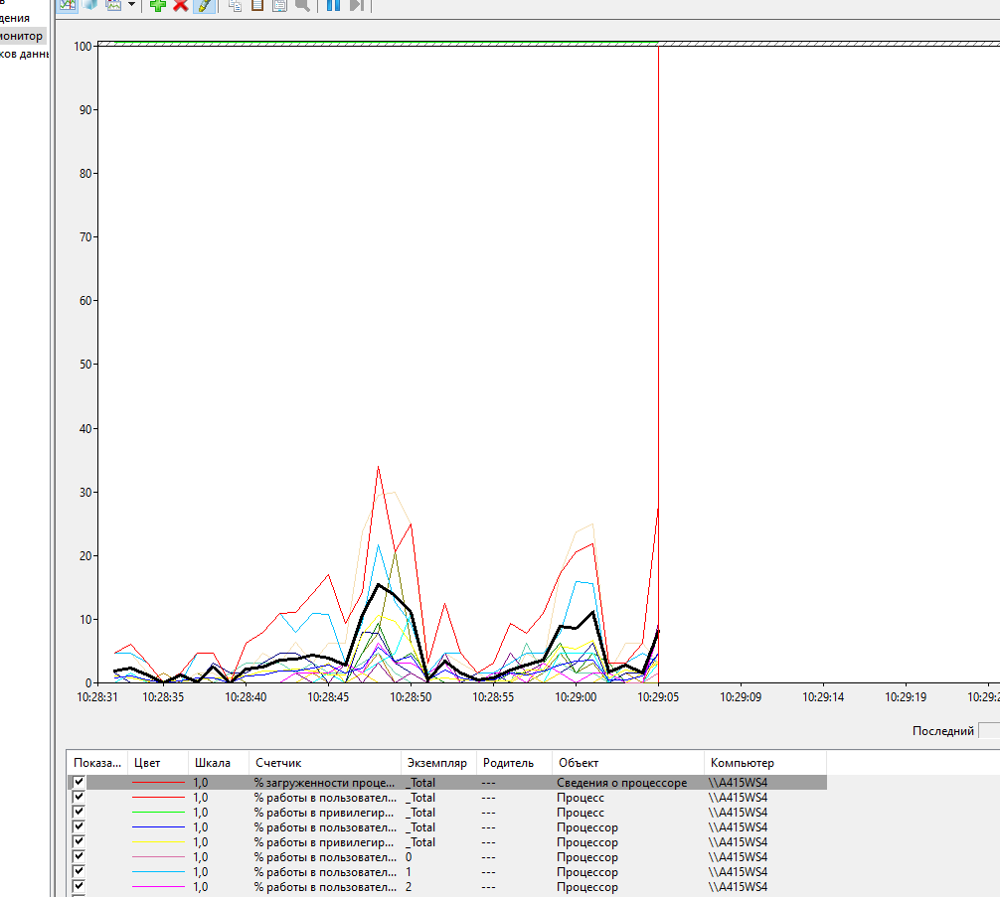 в
дения
монитор
ков данн
100
90
80
70
60
50
40
30
20
10
0
10:28:31 10:28:35 10:28:40 10:28:45 10:28:50 10:28:55 10:29:00 10:29:05 10:29:09 10:29:14 10:29:19 10:29:2
Последний
Показа... Цвет Шкала Счетчик Экземпляр Родитель Объект Компьютер
1,0 % загруженности проце... _Total --- Сведения о процессоре \\A415WS4
1,0 % работы в пользовател... _Total --- Процесс \\A415WS4
1,0 % работы в привилегир... _Total --- Процесс \\A415WS4
1,0 % работы в пользовател... _Total --- Процессор \\A415WS4
1,0 % работы в привилегир... _Total --- Процессор \\A415WS4
1,0 % работы в пользовател... 0 --- Процессор \\A415WS4
1,0 % работы в пользовател... 1 --- Процессор \\A415WS4
1,0 % работы в пользовател... 2 --- Процессор \\A415WS4